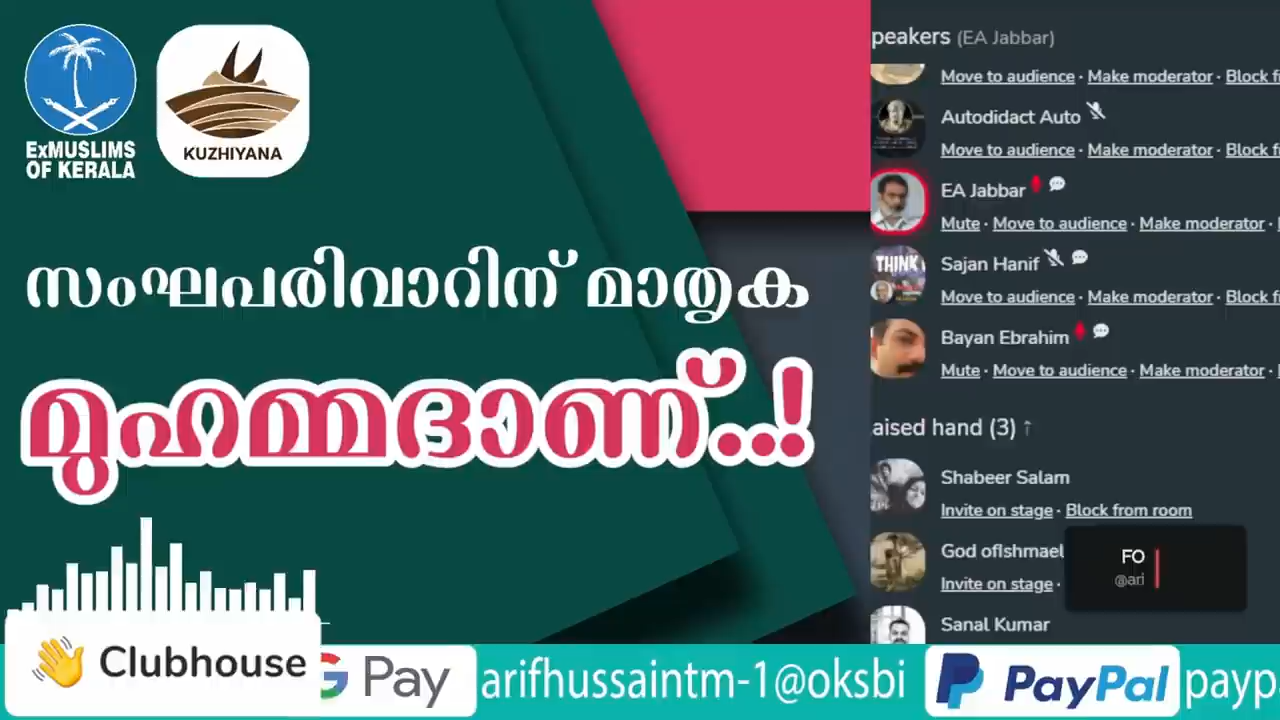 ExMUSLIMS
OF KERALA
KUZHIYANA
സംഘപരിവാറിന് മാതൃക
മുഹമ്മദാണ്..!
peakers (EA Jabbar)
Move to audience · Make moderator · Block f
Autodidact Auto
Move to audience · Make moderator · Block f
EA Jabbar
Mute · Move to audience · Make moderator ·
THINK
Sajan Hanif
Move to audience · Make moderator · Block f
Bayan Ebrahim
Mute · Move to audience · Make moderator ·
aised hand (3) ↑
Shabeer Salam
Invite on stage · Block from room
God ofIshmael
Invite on stage ·
FO
@ari
Sanal Kumar
Clubhouse
G Pay
arifhussaintm-1@oksbi
PayPal
payp